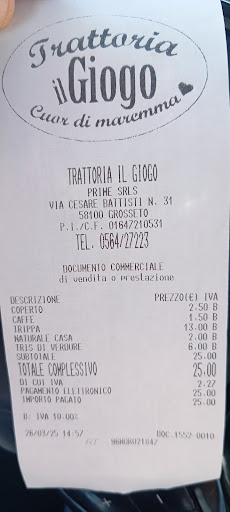 Trattoria
il Giogo
Cuor di maremma
TRATTORIA IL GIOGO
PRIME SRLS
VIA CESARE BATTISTI N. 31
58100 GROSSETO
P.I./C.F. 01647210531
TEL. 0564/27223
DOCUMENTO COMMERCIALE
di vendita o prestazione
DESCRIZIONE PREZZO(€) IVA
COPERTO 2.50 B
CAFFE 1.50 B
TRIPPA 13.00 B
NATURALE CASA 2.00 B
TRIS DI VERDURE 6.00 B
SUBTOTALE 25.00
TOTALE COMPLESSIVO 25.00
DI CUI IVA 2.27
PAGAMENTO ELETTRONICO 25.00
IMPORTO PAGATO 25.00
B: IVA 10.00%
26/03/25 14:57 DOC.1552-0010
RT